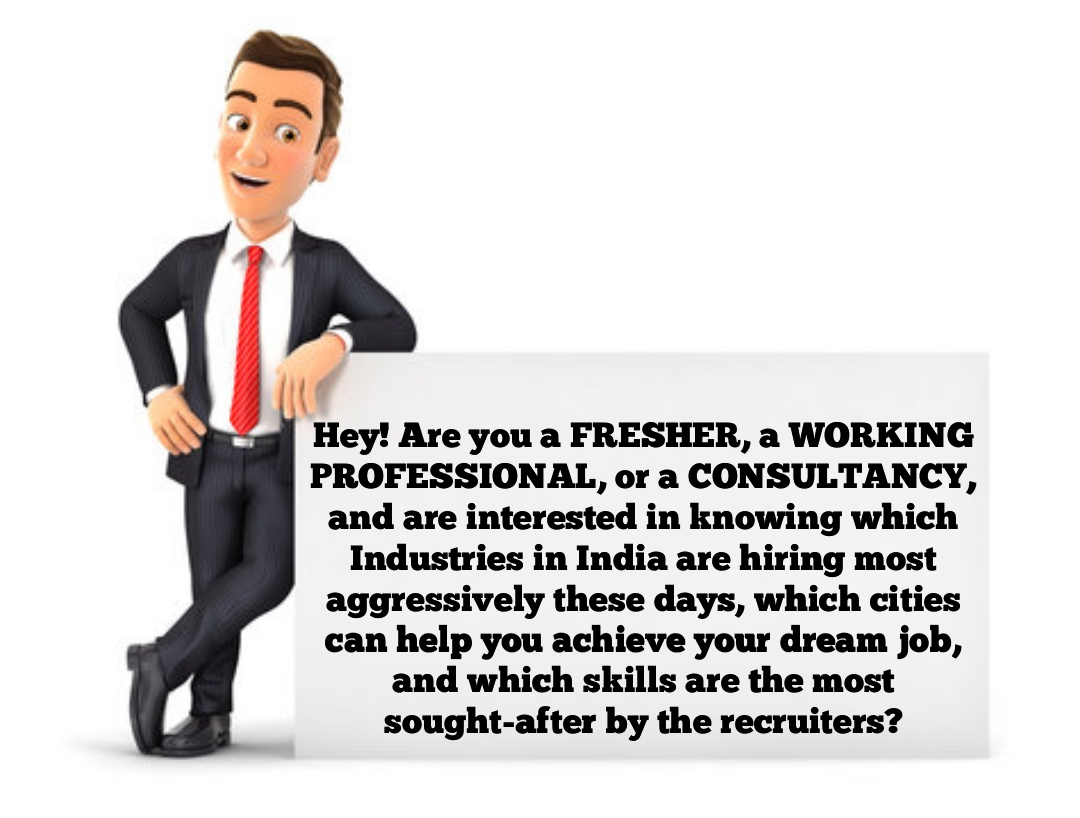 Hey! Are you a FRESHER, a WORKING
PROFESSIONAL, or a CONSULTANCY,
and are interested in knowing which
Industries in India are hiring most
aggressively these days, which cities
can help you achieve your dream job,
and which skills are the most
sought-after by the recruiters?